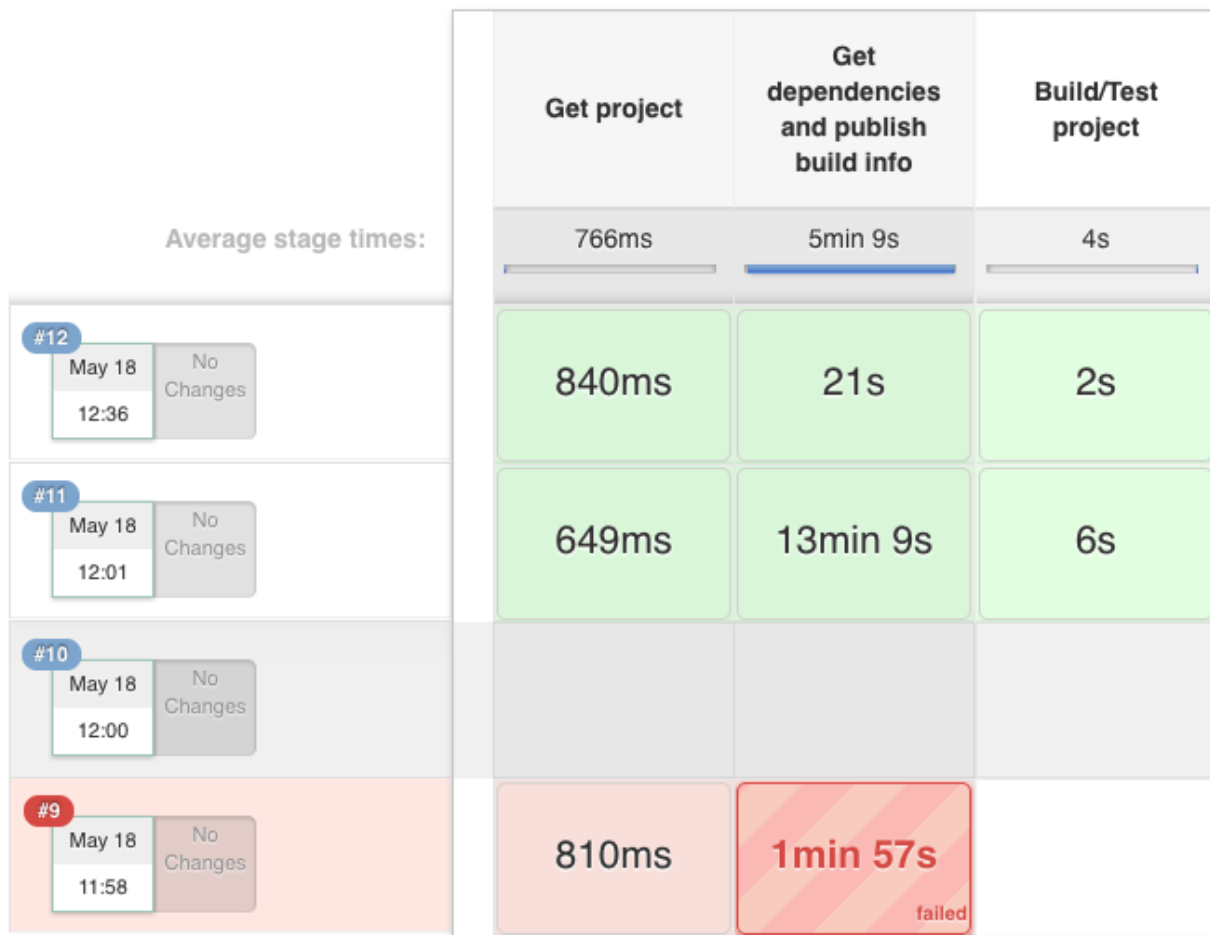 Get project
Get
dependencies
and publish
build info
Build/Test
project
Average stage times:
766ms
5min 9s
4s
#12
May 18
12:36
No
Changes
840ms
21s
2s
#11
May 18
12:01
No
Changes
649ms
13min 9s
6s
#10
May 18
12:00
No
Changes
#9
May 18
11:58
No
Changes
810ms
1min 57s
failed